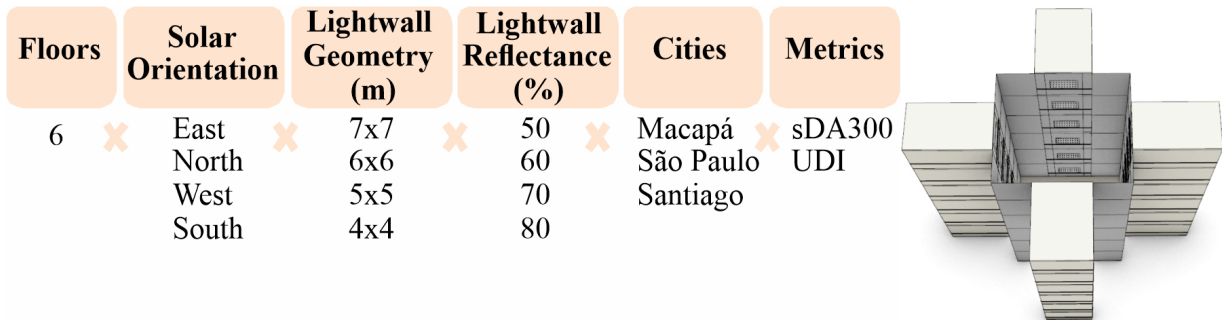 Floors
Solar
Orientation
Lightwall
Geometry
(m)
Lightwall
Reflectance
(%)
Cities
Metrics
6
East
7x7
50
Macapá
sDA300
North
6x6
60
São Paulo
UDI
West
5x5
70
Santiago
South
4x4
80